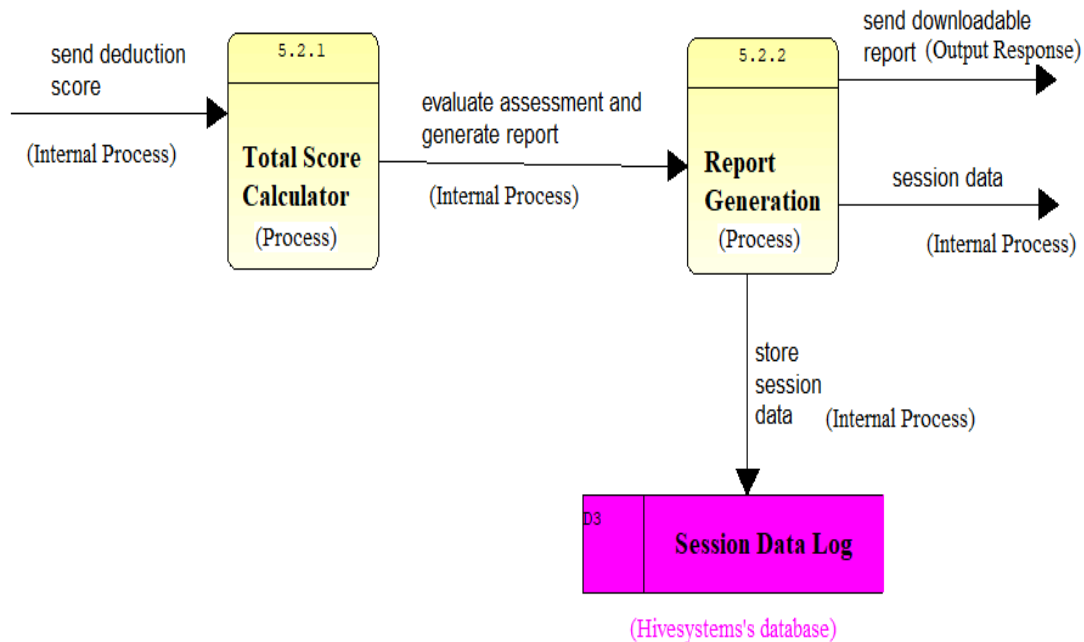 send deduction
score
(Internal Process)
5.2.1
Total Score
Calculator
(Process)
evaluate assessment and
generate report
(Internal Process)
5.2.2
Report
Generation
(Process)
send downloadable
report (Output Response)
session data
(Internal Process)
store
session
data (Internal Process)
D3
Session Data Log
(Hivesystems's database)